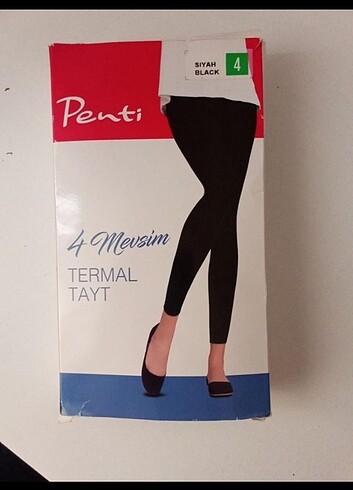 SIYAH
BLACK
4
Penti
4 Mevsim
TERMAL
TAYT